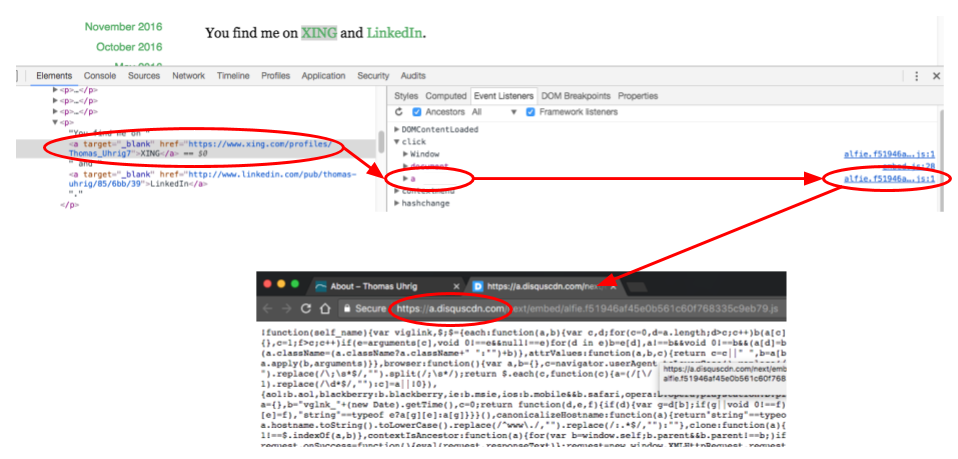 November 2016
October 2016
You find me on XING and LinkedIn.
Elements Console Sources Network Timeline Profiles Application Security Audits
▶<p>…</p>
▶<p>…</p>
▶<p>…</p>
▼<p>
"You find me on "
<a target="_blank" href="https://www.xing.com/profiles/
Thomas_Uhrig7">XING</a> == $0
" and "
<a target="_blank" href="http://www.linkedin.com/pub/thomas-
uhrig/85/6bb/39">LinkedIn</a>
"."
</p>
Styles Computed Event Listeners DOM Breakpoints Properties
Ancestors All ▼ Framework listeners
▶DOMContentLoaded
▼click
▶Window alfie.f51946a…js:1
▶document embed.js:28
▶a alfie.f51946a…js:1
▶contextmenu
▶hashchange
About – Thomas Uhrig × https://a.disquscdn.com/nex ×
Secure https://a.disquscdn.com/next/embed/alfie.f51946af45e0b561c60f768335c9eb79.js
!function(self_name){var viglink,$;$={each:function(a,b){var c,d;for(c=0,d=a.length;d>c;c++)b(a[c]
{},c=1;f>c;c++)if(e=arguments[c],void 0!==e&&null!==e)for(d in e)b=e[d],a!==b&&void 0!==b&&(a[d]=b
(a.className=(a.className?a.className+" ":"")+b)},attrValues:function(a,b,c){return c=c||" ",b=a[b
a.apply(b,arguments)}},browser:function(){var a,b={},c=navigator.userAgent
").replace(/\;\s*$/,"").split(/;\s*/);return $.each(c,function(c){a=(/[\/
1).replace(/\d*$/,""):c]=a||!0}),
https://a.disquscdn.com/next/emb
alfie.f51946af45e0b561c60f768
{aol:b.aol,blackberry:b.blackberry,ie:b.msie,ios:b.mobile&&b.safari,opera:b.opera
a={},b="vglnk_"+(new Date).getTime(),c=0;return function(d,e,f){if(d){var g=d[b];if(g||void 0!==f)
[e]=f),"string"==typeof e?a[g][e]:a[g]}}}(),canonicalizeHostname:function(a){return"string"==typeo
a.hostname.toString().toLowerCase().replace(/^www\./,"").replace(/:.*$/,""):""},clone:function(a){
1!==$.indexOf(a,b)},contextIsAncestor:function(a){for(var b=window.self;b.parent&&b.parent!==b;)if